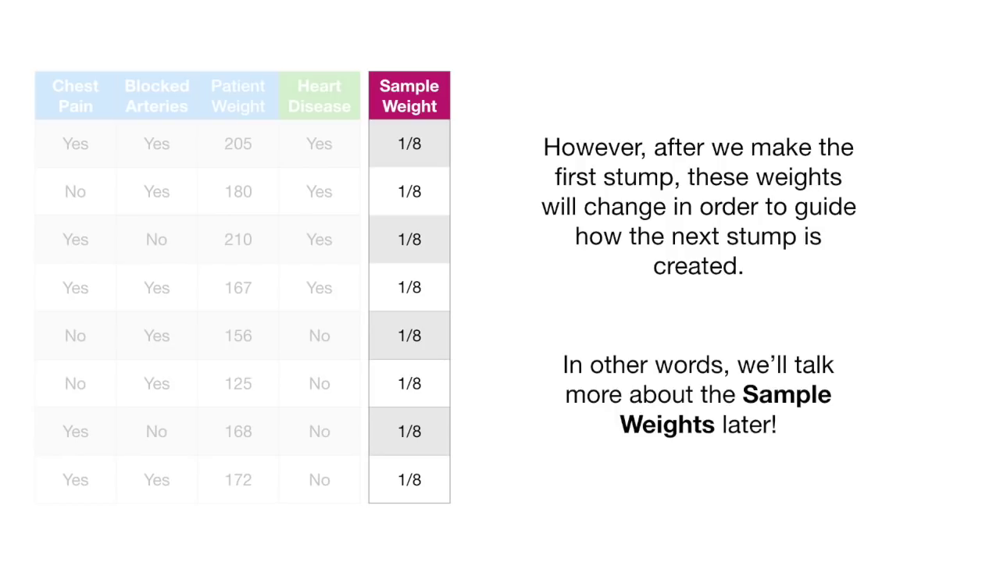 Chest Pain Blocked Arteries Patient Weight Heart Disease Sample Weight
Yes Yes 205 Yes 1/8
No Yes 180 Yes 1/8
Yes No 210 Yes 1/8
Yes Yes 167 Yes 1/8
No Yes 156 No 1/8
No Yes 125 No 1/8
Yes No 168 No 1/8
Yes Yes 172 No 1/8
However, after we make the
first stump, these weights
will change in order to guide
how the next stump is
created.
In other words, we’ll talk
more about the Sample
Weights later!